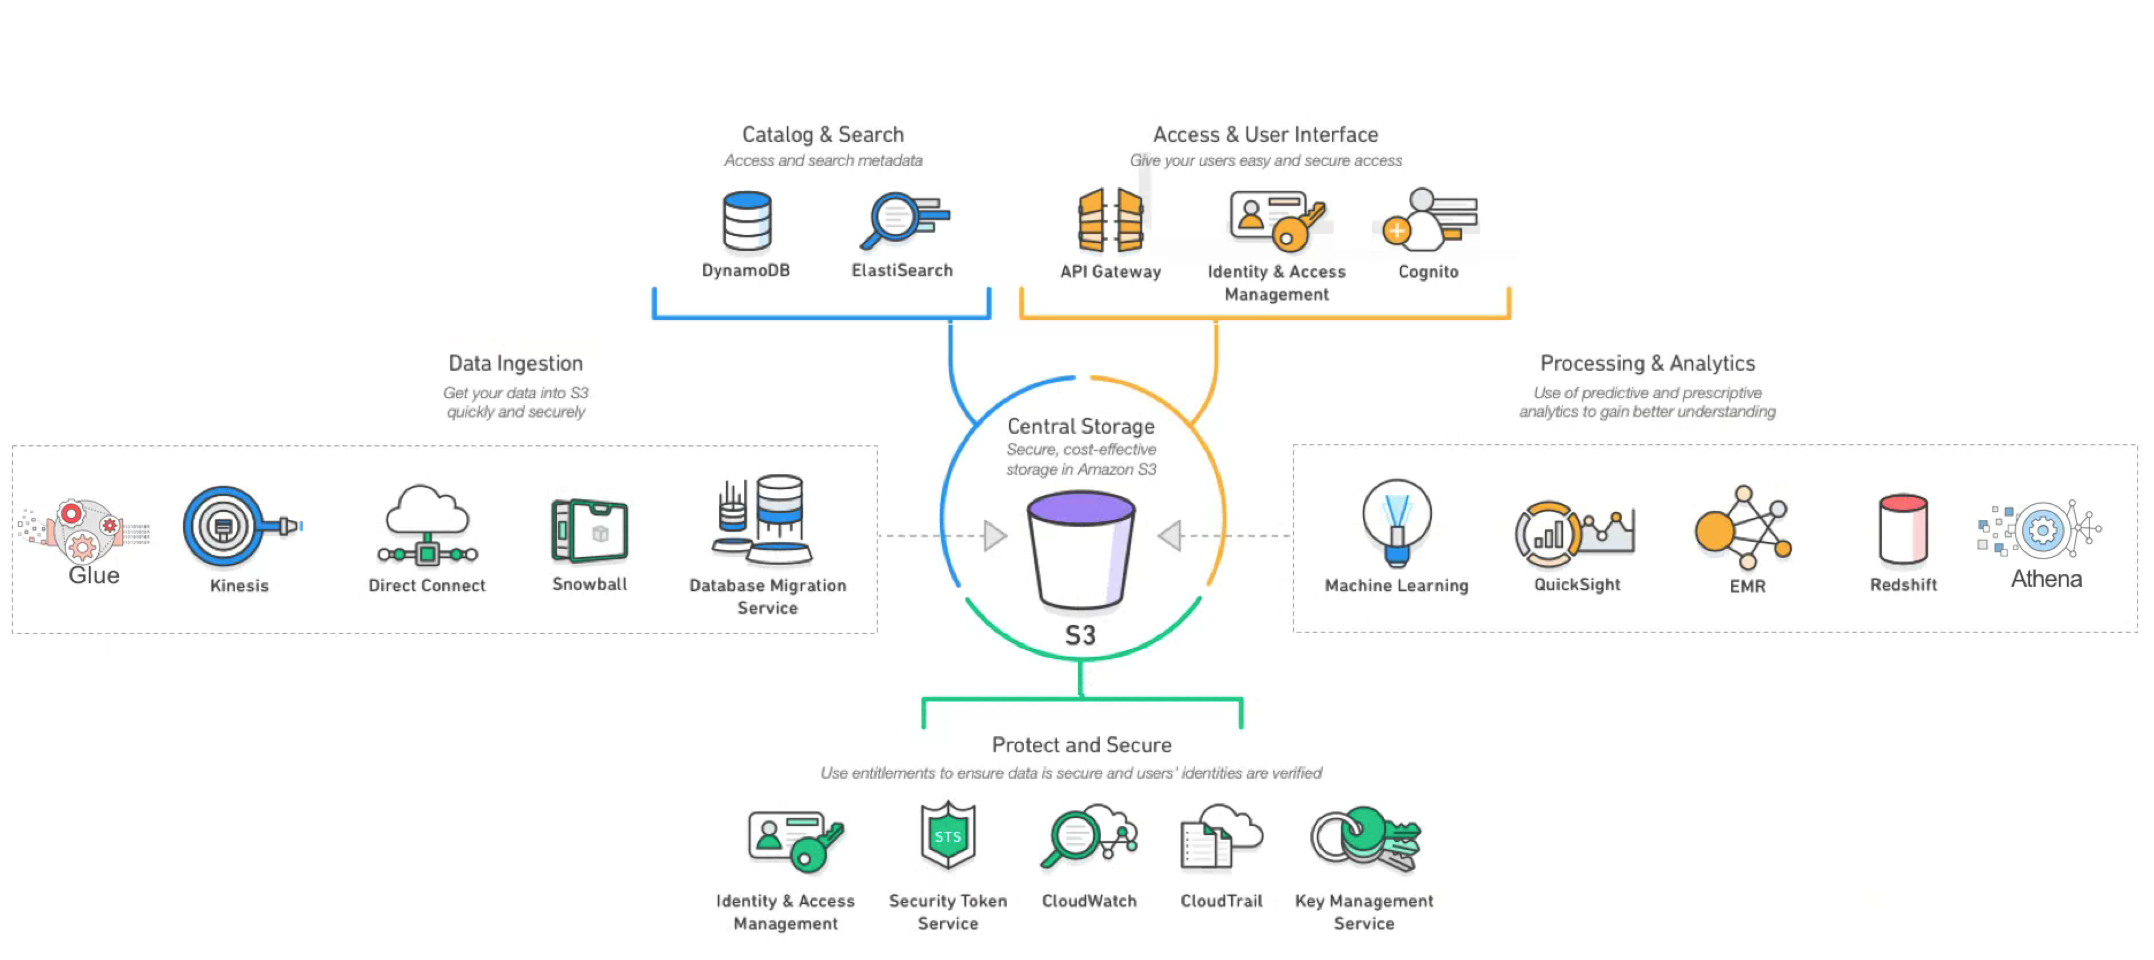 Catalog & Search
Access and search metadata
DynamoDB
ElastiSearch
Access & User Interface
Give your users easy and secure access
API Gateway
Identity & Access
Management
Cognito
Data Ingestion
Get your data into S3
quickly and securely
Glue
Kinesis
Direct Connect
Snowball
Database Migration
Service
Central Storage
Secure, cost-effective
storage in Amazon S3
S3
Processing & Analytics
Use of predictive and prescriptive
analytics to gain better understanding
Machine Learning
QuickSight
EMR
Redshift
Athena
Protect and Secure
Use entitlements to ensure data is secure and users' identities are verified
Identity & Access
Management
STS
Security Token
Service
CloudWatch
CloudTrail
Key Management
Service